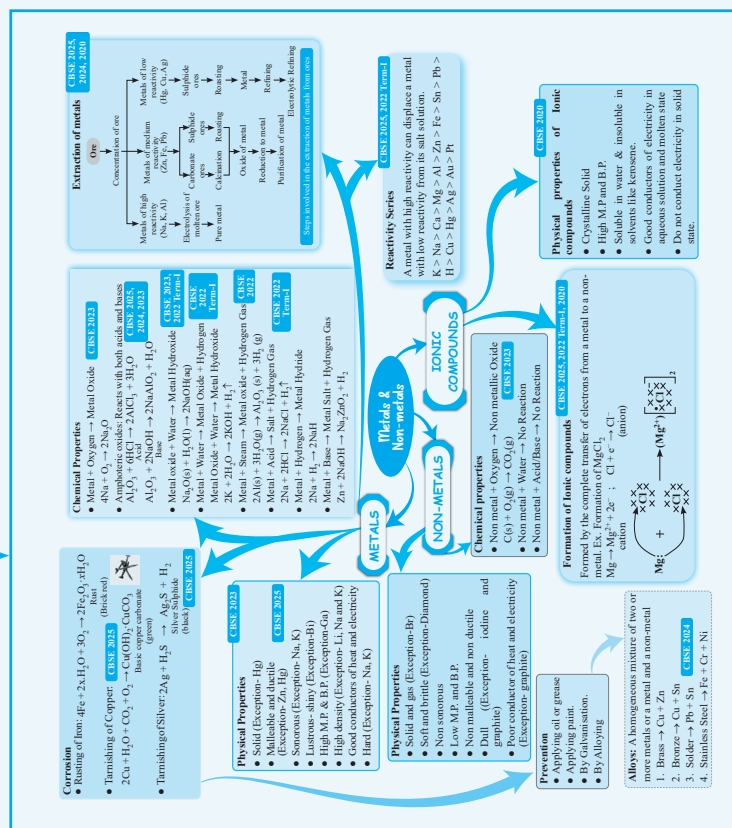 Metals &
Non-metals
METALS
NON-METALS
IONIC
COMPOUNDS
Corrosion
• Rusting of Iron: 4Fe + 2x.H₂O + 3O₂ → 2Fe₂O₃·xH₂O
Rust
(Brick red)
• Tarnishing of Copper:
CBSE 2025
2Cu + H₂O + CO₂ + O₂ → Cu(OH)₂·CuCO₃
Basic copper carbonate
(green)
• Tarnishing of Silver: 2Ag + H₂S → Ag₂S + H₂
Silver Sulphide
(black)
CBSE 2025
Chemical Properties
• Metal + Oxygen → Metal Oxide
CBSE 2023
4Na + O₂ → 2Na₂O
• Amphoteric oxides: Reacts with both acids and bases
Al₂O₃ + 6HCl → 2AlCl₃ + 3H₂O
Acid
CBSE 2025,
2024, 2023
Al₂O₃ + 2NaOH → 2NaAlO₂ + H₂O
Base
• Metal oxide + Water → Metal Hydroxide
CBSE 2023,
2022 Term-I
Na₂O(s) + H₂O(l) → 2NaOH(aq)
• Metal + Water → Metal Oxide + Hydrogen
Metal Oxide + Water → Metal Hydroxide
CBSE
2022
Term-I
2K + 2H₂O → 2KOH + H₂↑
• Metal + Steam → Metal oxide + Hydrogen Gas
2Al(s) + 3H₂O(g) → Al₂O₃ (s) + 3H₂ (g)
CBSE
2022
• Metal + Acid → Salt + Hydrogen Gas
2Na + 2HCl → 2NaCl + H₂↑
CBSE 2022
Term-I
• Metal + Hydrogen → Metal Hydride
2Na + H₂ → 2NaH
• Metal + Base → Metal Salt + Hydrogen Gas
Zn + 2NaOH → Na₂ZnO₂ + H₂
Extraction of metals
CBSE 2025,
2024, 2020
Ore
Concentration of ore
Metals of high
reactivity
(Na, K, Al)
Electrolysis of
molten ore
Pure metal
Metals of medium
reactivity
(Zn, Fe, Pb)
Carbonate
ores
Calcination
Sulphide
ores
Roasting
Oxide of metal
Reduction to metal
Purification of metal
Metals of low
reactivity
(Hg, Cu, Ag)
Sulphide
ores
Roasting
Metal
Refining
Electrolytic Refining
Steps involved in the extraction of metals from ores
CBSE 2023
Physical Properties
• Solid (Exception- Hg)
• Malleable and ductile
(Exception- Zn, Hg)
CBSE 2025
• Sonorous (Exception- Na, K)
• Lustrous- shiny (Exception-Bi)
• High M.P. & B.P. (Exception-Ga)
• High density (Exception- Li, Na and K)
• Good conductors of heat and electricity
• Hard (Exception- Na, K)
CBSE 2025, 2022 Term-I
Reactivity Series
A metal with high reactivity can displace a metal
with low reactivity from its salt solution.
K > Na > Ca > Mg > Al > Zn > Fe > Sn > Pb >
H > Cu > Hg > Ag > Au > Pt
Physical Properties
• Solid and gas (Exception-Br)
• Soft and brittle (Exception-Diamond)
• Non sonorous
• Low M.P. and B.P.
• Non malleable and non ductile
• Dull ((Exception- iodine and
graphite)
• Poor conductor of heat and electricity
(Exception- graphite)
Chemical properties
• Non metal + Oxygen → Non metallic Oxide
C(s) + O₂(g) → CO₂(g)
CBSE 2023
• Non metal + Water → No Reaction
• Non metal + Acid/Base → No Reaction
CBSE 2020
Physical properties of Ionic
compounds
• Crystalline Solid
• High M.P and B.P.
• Soluble in water & insoluble in
solvents like kerosene.
• Good conductors of electricity in
aqueous solution and molten state
• Do not conduct electricity in solid
state.
CBSE 2025, 2022 Term-I, 2020
Formation of Ionic compounds
Formed by the complete transfer of electrons from a metal to a non-
metal. Ex. Formation of MgCl₂
Mg → Mg²⁺ + 2e⁻ ; Cl + e⁻ → Cl⁻
cation (anion)
Mg: + Cl Cl → (Mg²⁺) [Cl]₂
Prevention
• Applying oil or grease
• Applying paint.
• By Galvanisation.
• By Alloying
Alloys: A homogeneous mixture of two or
more metals or a metal and a non-metal
1. Brass → Cu + Zn
2. Bronze → Cu + Sn
3. Solder → Pb + Sn
CBSE 2024
4. Stainless Steel → Fe + Cr + Ni